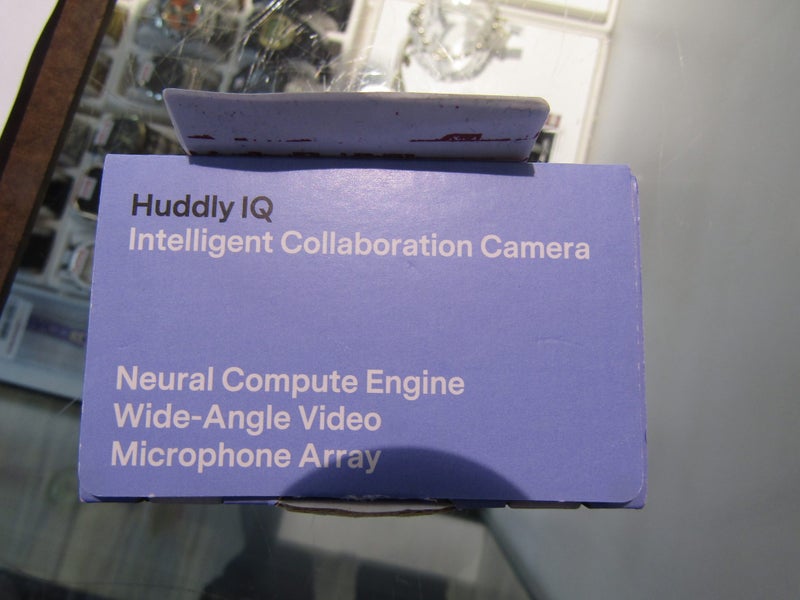 Huddly IQ
Intelligent Collaboration Camera
Neural Compute Engine
Wide-Angle Video
Microphone Array